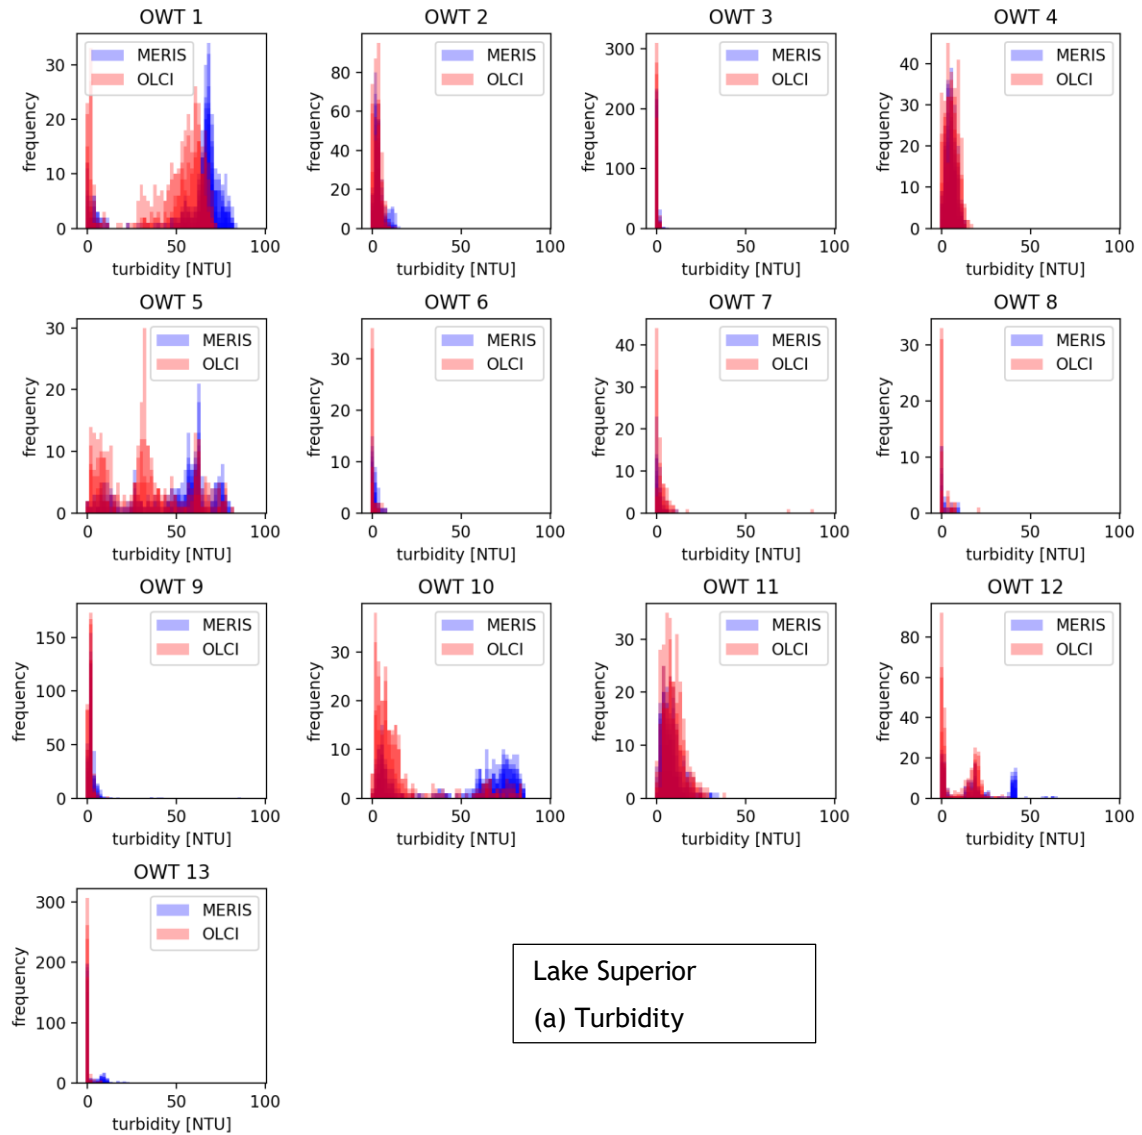 OWT 1
OWT 2
OWT 3
OWT 4
MERIS
OLCI
frequency
30
20
10
0
0
50
100
turbidity [NTU]
MERIS
OLCI
frequency
80
60
40
20
0
0
50
100
turbidity [NTU]
MERIS
OLCI
frequency
300
200
100
0
0
50
100
turbidity [NTU]
MERIS
OLCI
frequency
40
30
20
10
0
0
50
100
turbidity [NTU]
OWT 5
OWT 6
OWT 7
OWT 8
MERIS
OLCI
frequency
30
20
10
0
0
50
100
turbidity [NTU]
MERIS
OLCI
frequency
30
20
10
0
0
50
100
turbidity [NTU]
MERIS
OLCI
frequency
40
30
20
10
0
0
50
100
turbidity [NTU]
MERIS
OLCI
frequency
30
20
10
0
0
50
100
turbidity [NTU]
OWT 9
OWT 10
OWT 11
OWT 12
MERIS
OLCI
frequency
150
100
50
0
0
50
100
turbidity [NTU]
MERIS
OLCI
frequency
30
20
10
0
0
50
100
turbidity [NTU]
MERIS
OLCI
frequency
30
20
10
0
0
50
100
turbidity [NTU]
MERIS
OLCI
frequency
80
60
40
20
0
0
50
100
turbidity [NTU]
OWT 13
MERIS
OLCI
frequency
300
200
100
0
0
50
100
turbidity [NTU]
Lake Superior
(a) Turbidity